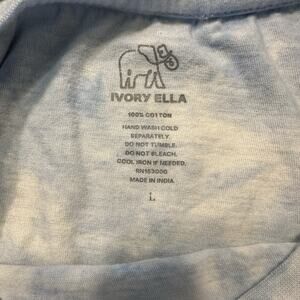 IVORY ELLA
100% COTTON
HAND WASH COLD
SEPARATELY.
DO NOT TUMBLE.
DO NOT BLEACH.
COOL IRON IF NEEDED.
RN153000
MADE IN INDIA
L